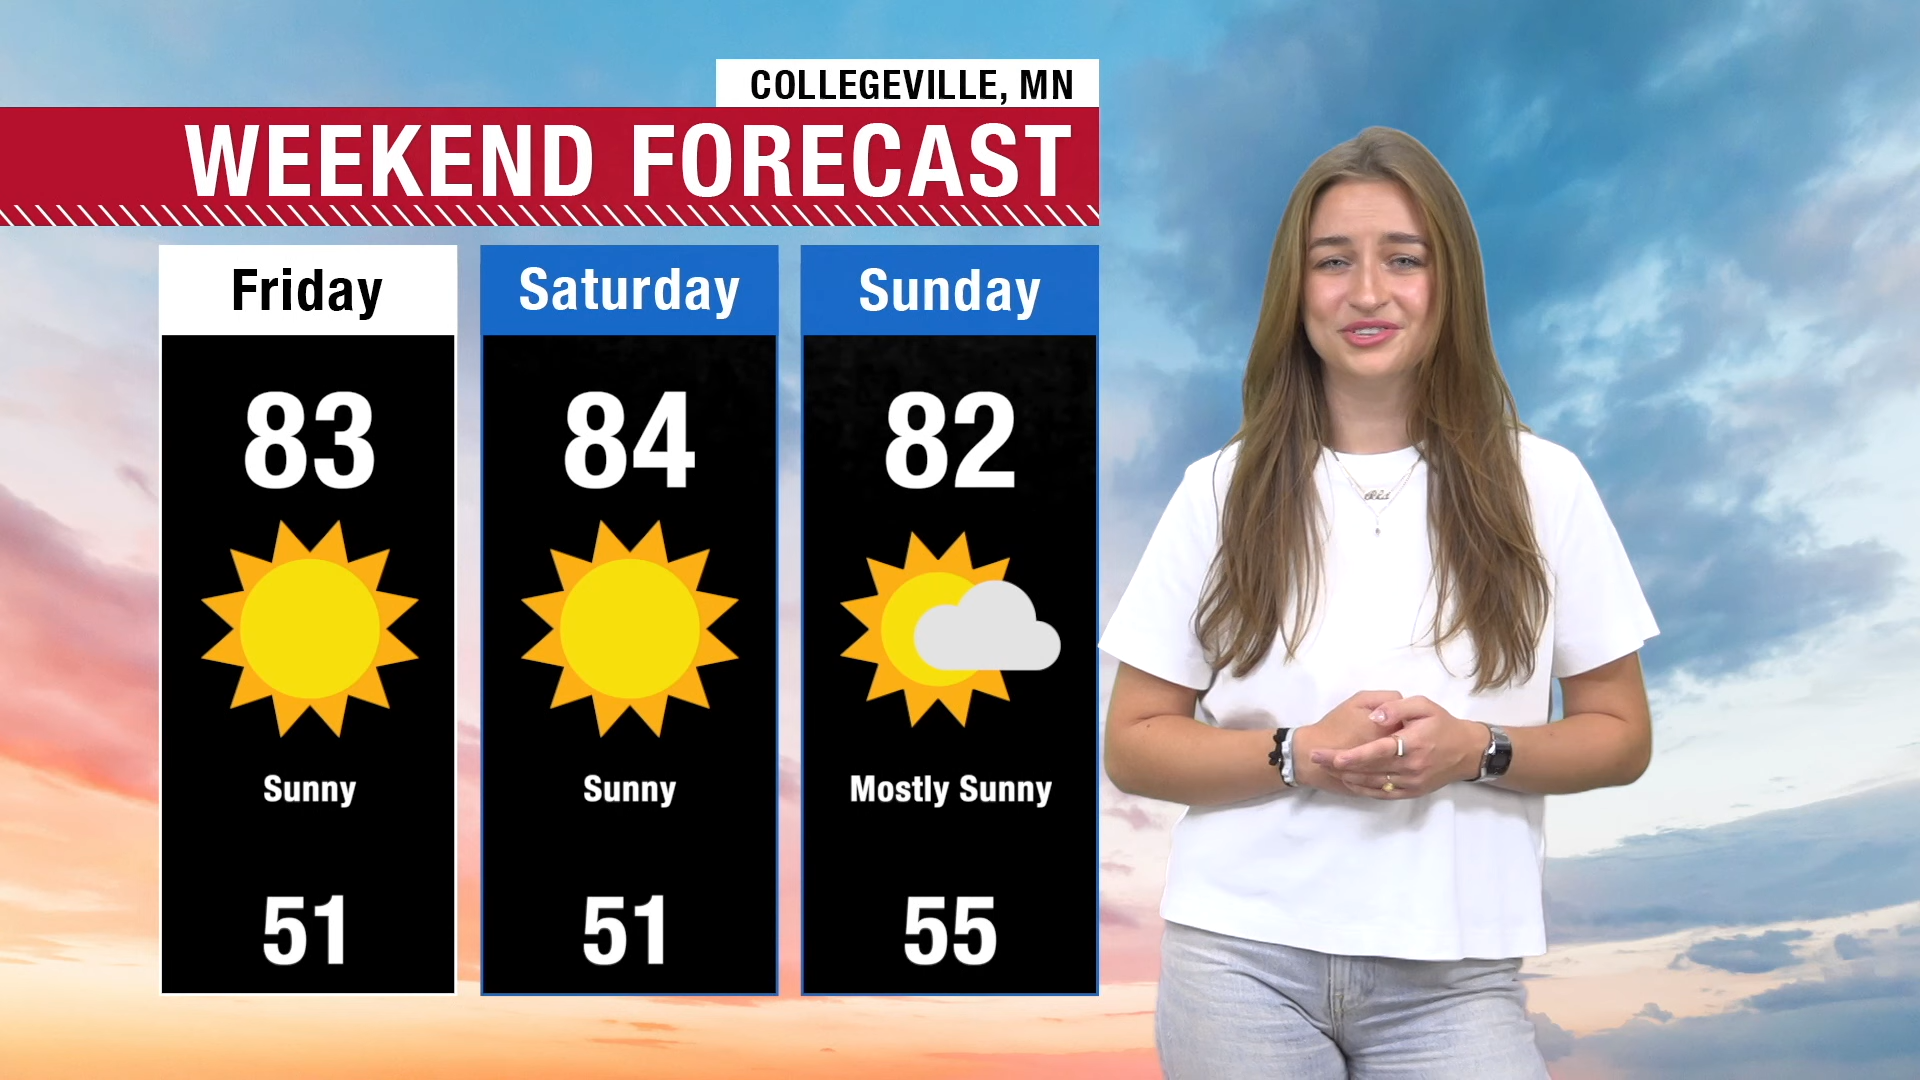 COLLEGEVILLE, MN
WEEKEND FORECAST
Friday
83
Sunny
51
Saturday
84
Sunny
51
Sunday
82
Mostly Sunny
55